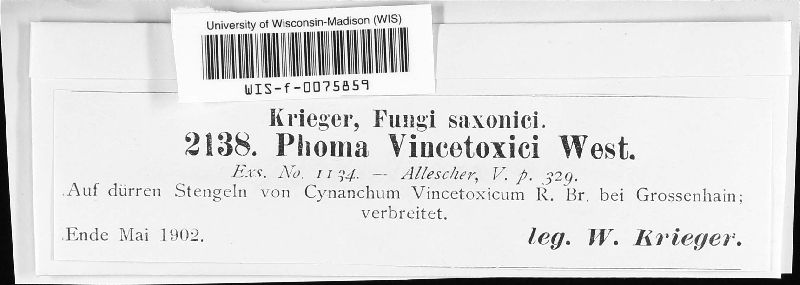 University of Wisconsin-Madison (WIS)
WIS-f-0075859
Krieger, Fungi saxonici.
2138. Phoma Vincetoxici West.
Exs. No. 1134. — Allescher, V. p. 329.
Auf dürren Stengeln von Cynanchum Vincetoxicum R. Br. bei Grossenhain;
verbreitet.
Ende Mai 1902.
leg. W. Krieger.